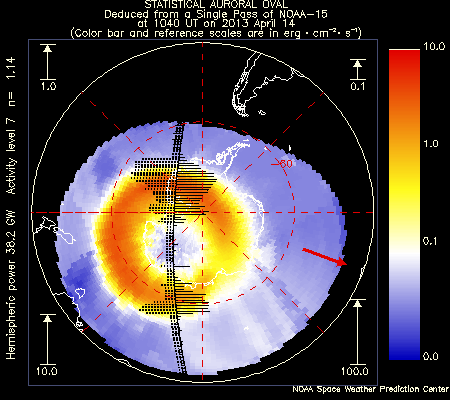 STATISTICAL AURORAL OVAL
Deduced from a Single Pass of NOAA-15
at 1040 UT on 2013 April 14
(Color bar and reference scales are in erg · cm⁻² · s⁻¹)
Hemispheric power 38.2 GW Activity level 7 n= 1.14
1.0
0.1
10.0
100.0
-60
10.0
1.0
0.1
0.0
NOAA Space Weather Prediction Center